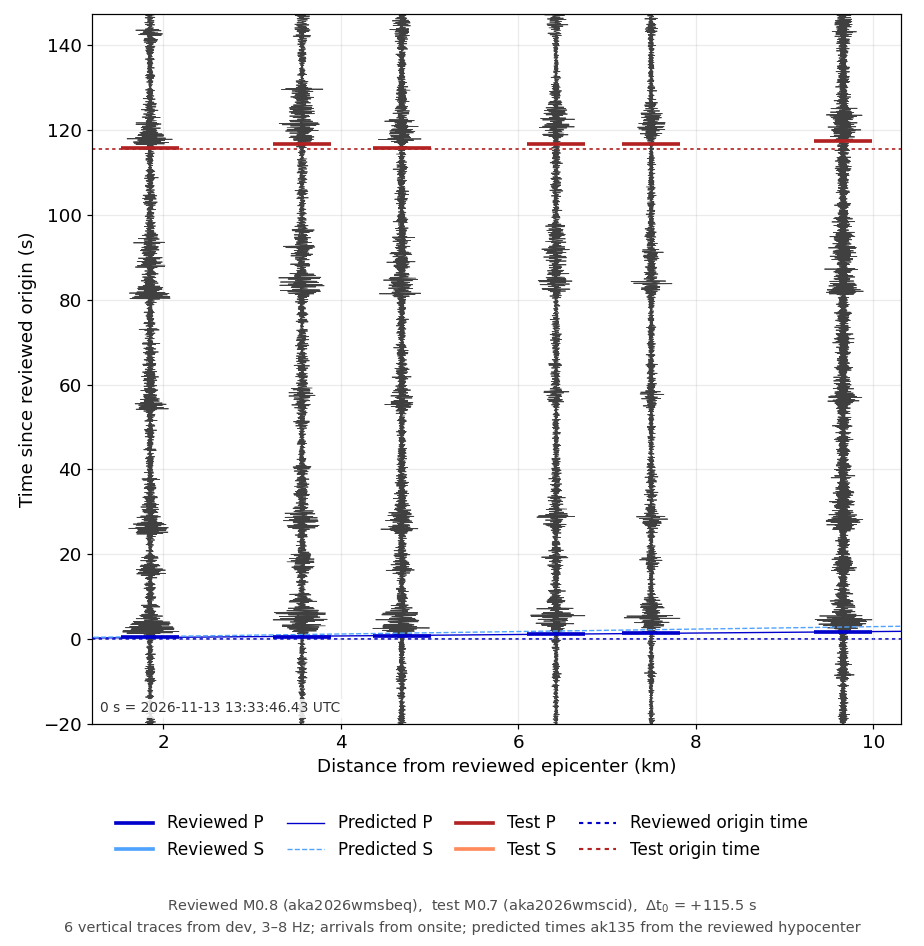 Time since reviewed origin (s)
140
120
100
80
60
40
20
0
−20
0 s = 2026-11-13 13:33:46.43 UTC
2 4 6 8 10
Distance from reviewed epicenter (km)
Reviewed P Predicted P Test P Reviewed origin time
Reviewed S Predicted S Test S Test origin time
Reviewed M0.8 (aka2026wmsbeq), test M0.7 (aka2026wmscid), Δt₀ = +115.5 s
6 vertical traces from dev, 3–8 Hz; arrivals from onsite; predicted times ak135 from the reviewed hypocenter